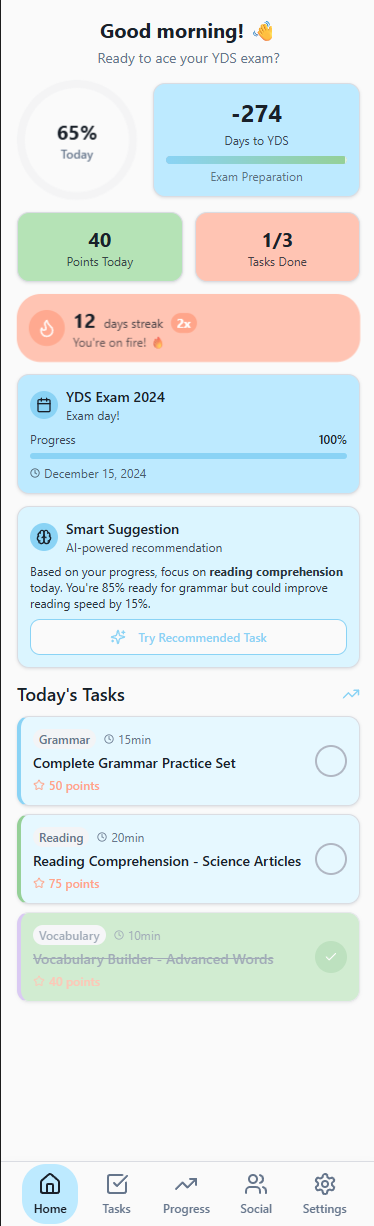 Good morning! 👋
Ready to ace your YDS exam?
65%
Today
-274
Days to YDS
Exam Preparation
40
Points Today
1/3
Tasks Done
12 days streak 2x
You're on fire! 🔥
YDS Exam 2024
Exam day!
Progress 100%
December 15, 2024
Smart Suggestion
AI-powered recommendation
Based on your progress, focus on reading comprehension
today. You're 85% ready for grammar but could improve
reading speed by 15%.
Try Recommended Task
Today's Tasks
Grammar 15min
Complete Grammar Practice Set
50 points
Reading 20min
Reading Comprehension - Science Articles
75 points
Vocabulary 10min
Vocabulary Builder - Advanced Words
40 points
Home Tasks Progress Social Settings